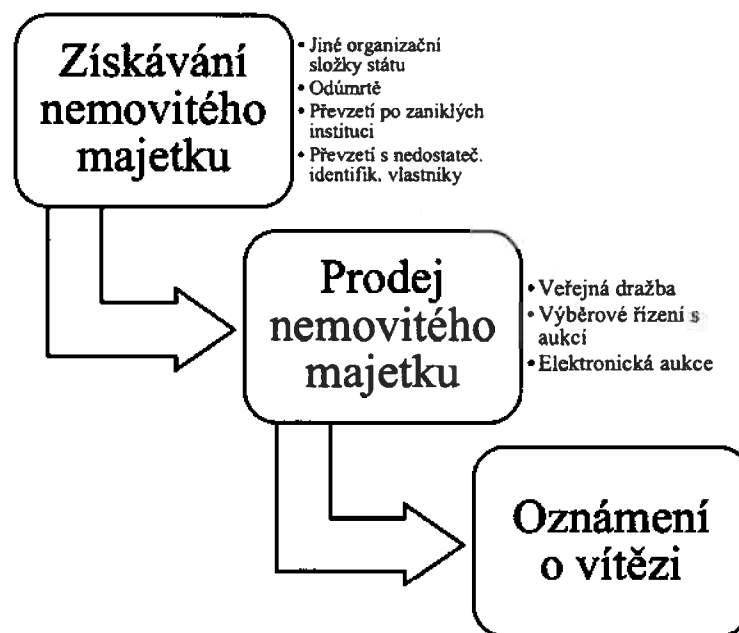 Získávání
nemovitého
majetku
• Jiné organizační
složky státu
• Odúmrtě
• Převzetí po zaniklých
instituci
• Převzetí s nedostateč.
identifik. vlastníky
Prodej
nemovitého
majetku
• Veřejná dražba
• Výběrové řízení s
aukcí
• Elektronická aukce
Oznámení
o vítězi